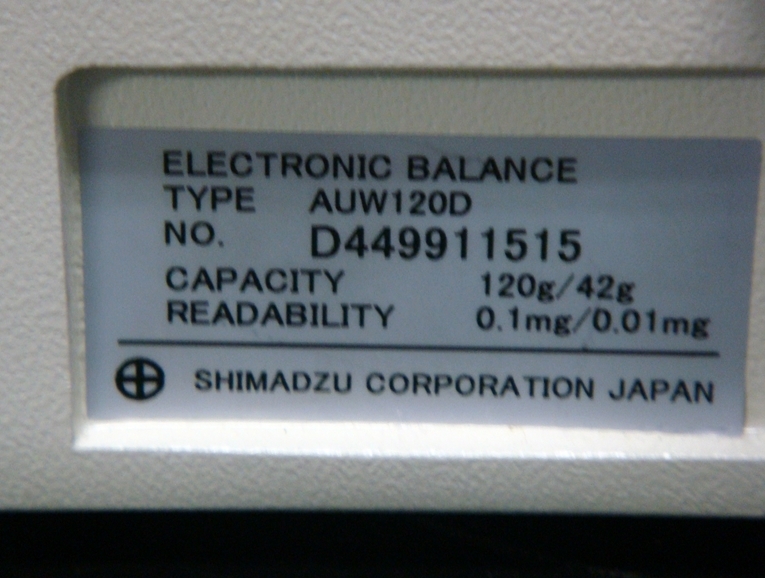 ELECTRONIC BALANCE
TYPE AUW120D
NO. D449911515
CAPACITY 120g/42g
READABILITY 0.1mg/0.01mg
SHIMADZU CORPORATION JAPAN